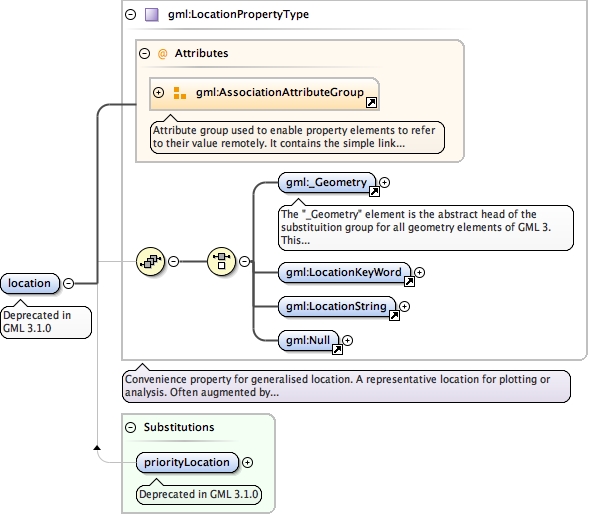 gml:LocationPropertyType
@ Attributes
gml:AssociationAttributeGroup
Attribute group used to enable property elements to refer
to their value remotely. It contains the simple link...
gml:_Geometry
The "_Geometry" element is the abstract head of the
substituition group for all geometry elements of GML 3.
This...
gml:LocationKeyWord
location
Deprecated in
GML 3.1.0
gml:LocationString
gml:Null
Convenience property for generalised location. A representative location for plotting or
analysis. Often augmented by...
Substitutions
priorityLocation
Deprecated in GML 3.1.0